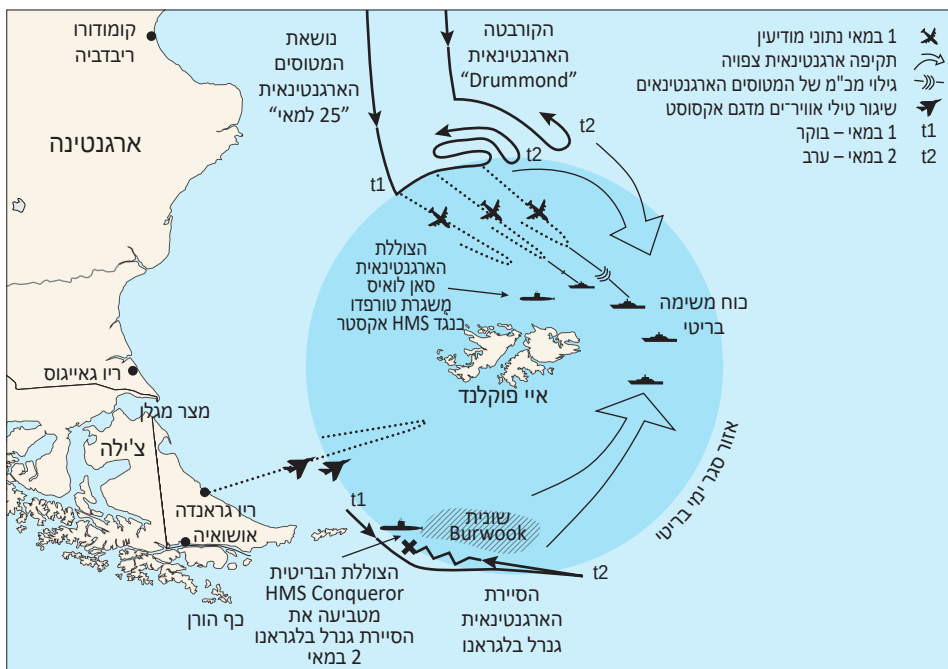 1 במאי נתוני מודיעין
תקיפה ארגנטינאית צפויה
גילוי מכ"מ של המטוסים הארגנטינאים
שיגור טילי אוויר־ים מדגם אקסוסט
t1 1 במאי – בוקר
t2 2 במאי – ערב
הקורבטה
הארגנטינאית
"Drummond"
נושאת
המטוסים
הארגנטינאית
"25 למאי"
קומודורו
ריבדביה
ארגנטינה
t2
t2
t1
הצוללת
הארגנטינאית
סאן לואיס
משגרת טורפדו
כנגד HMS אקסטר
כוח משימה
בריטי
איי פוקלנד
ריו גאייגוס
מצר מגלן
צ'ילה
ריו גראנדה
אושואיה
אזור סגר ימי בריטי
t1
שונית
Burwook
t2
הצוללת הבריטית
HMS Conqueror
מטביעה את
הסיירת גנרל בלגראנו
2 במאי
הסיירת
הארגנטינאית
גנרל בלגראנו
כף הורן